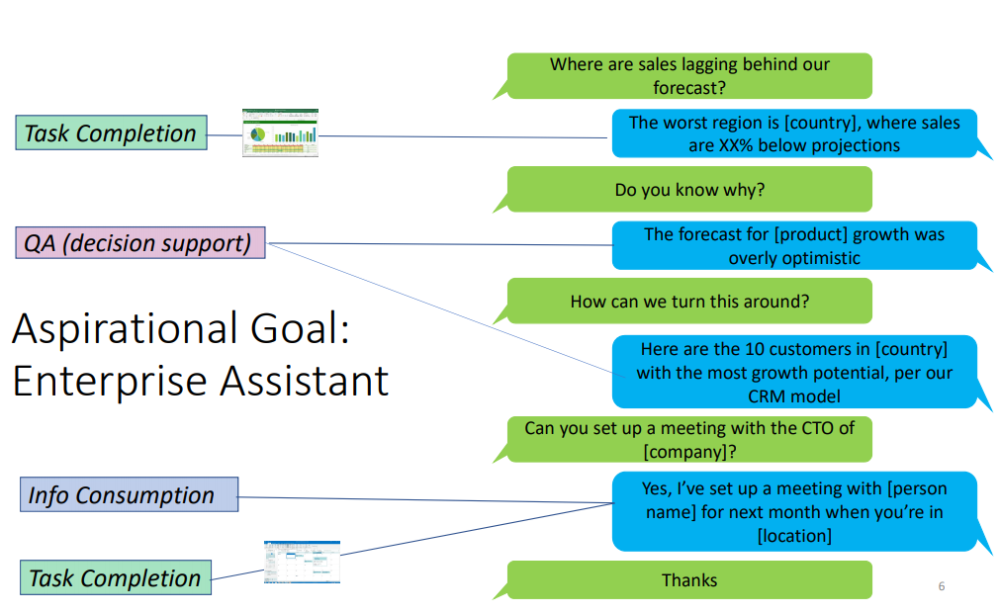 Where are sales lagging behind our
forecast?
Task Completion
The worst region is [country], where sales
are XX% below projections
Do you know why?
QA (decision support)
The forecast for [product] growth was
overly optimistic
How can we turn this around?
Aspirational Goal:
Enterprise Assistant
Here are the 10 customers in [country]
with the most growth potential, per our
CRM model
Can you set up a meeting with the CTO of
[company]?
Info Consumption
Yes, I’ve set up a meeting with [person
name] for next month when you’re in
[location]
Task Completion
Thanks
6